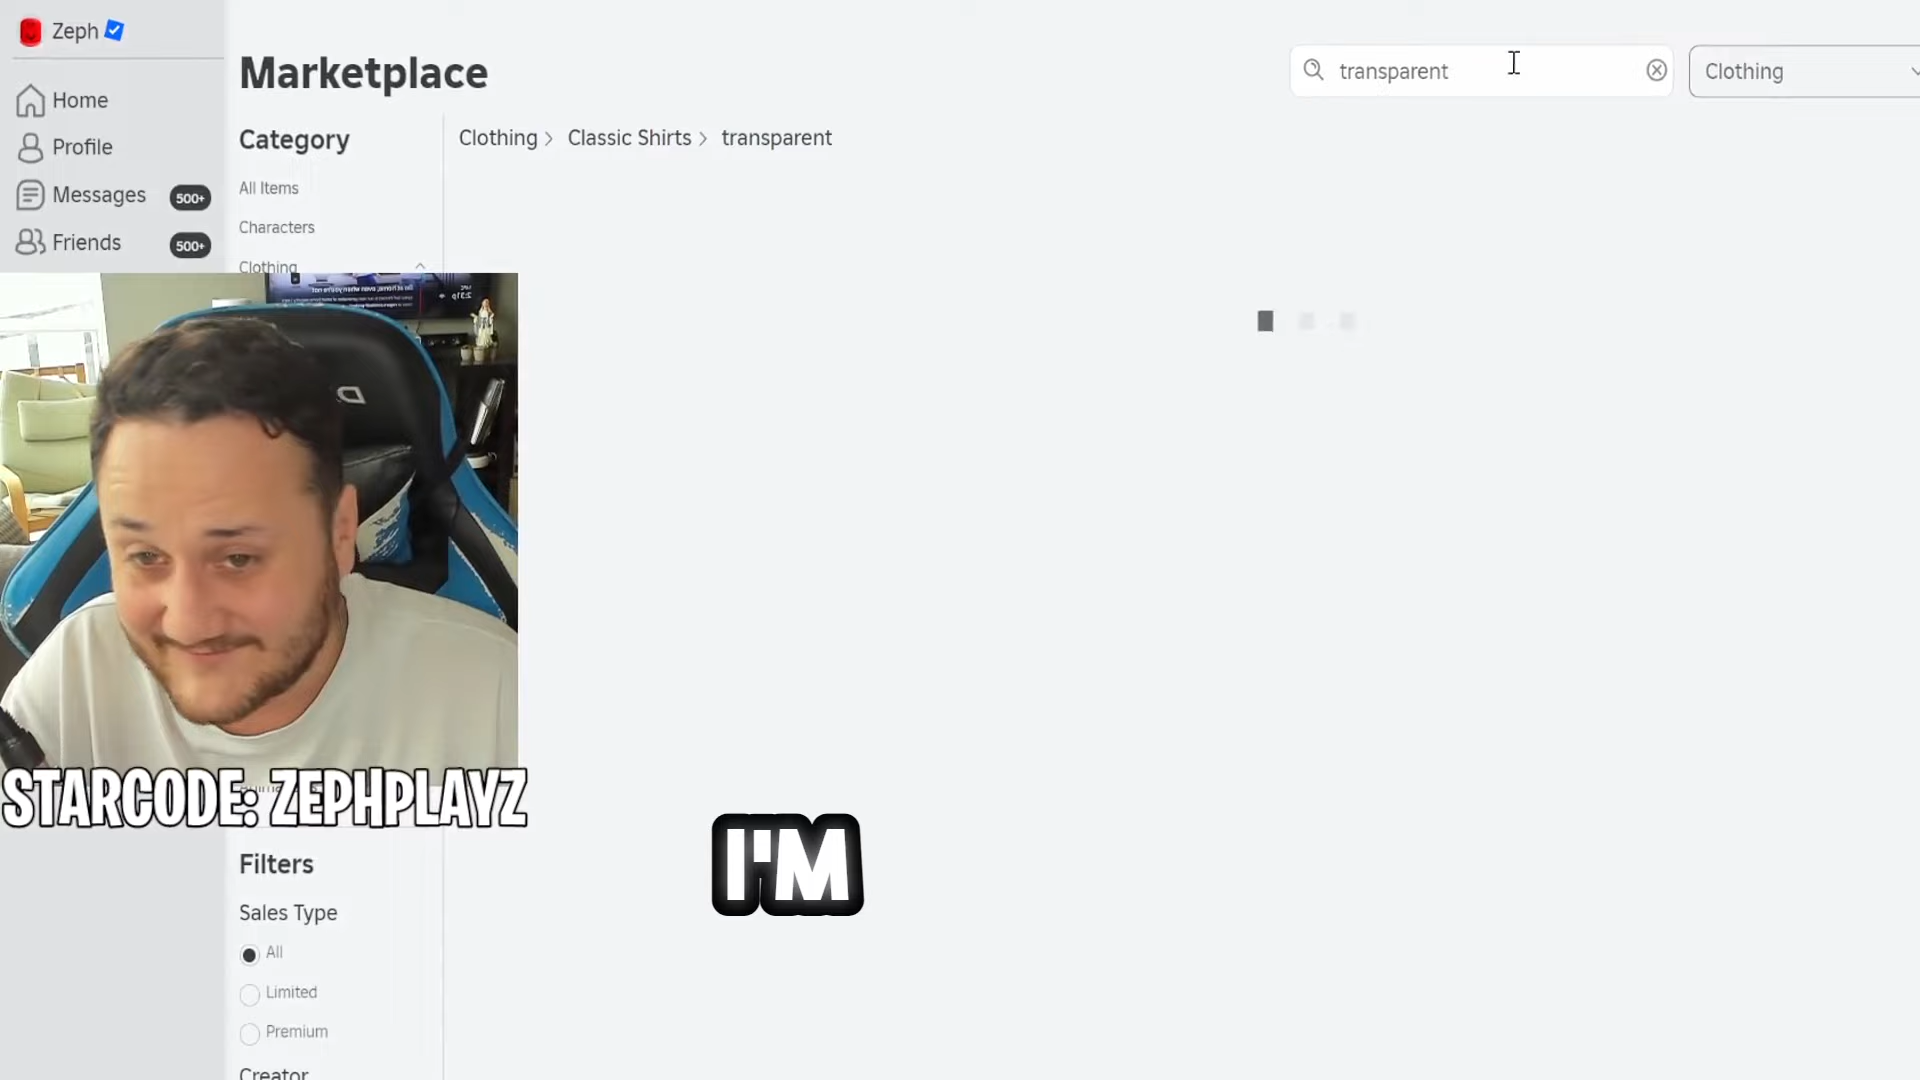 Zeph
Home
Profile
Messages
500+
Friends
500+
Marketplace
transparent
Clothing
Category
All Items
Characters
Clothing
Clothing > Classic Shirts > transparent
STARCODE: ZEPHPLAYZ
I'M
Filters
Sales Type
All
Limited
Premium
Creator